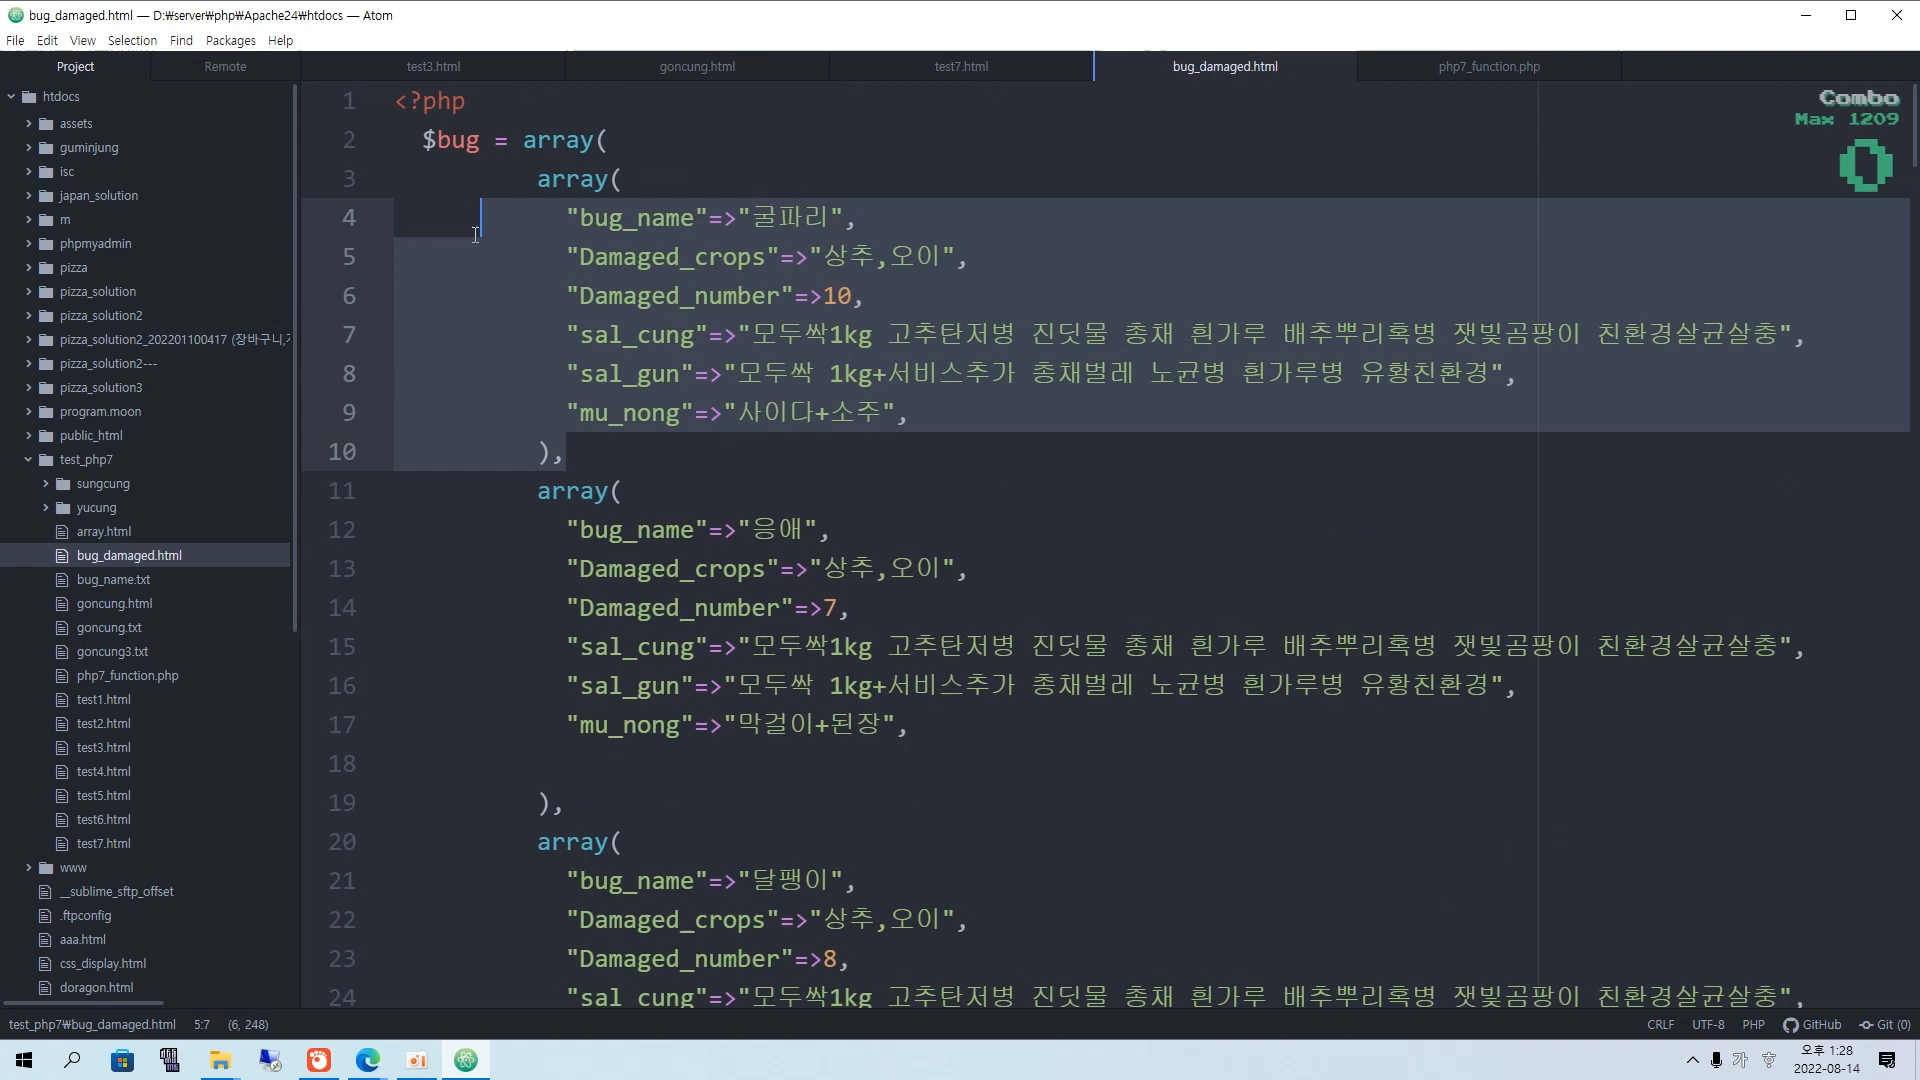 bug_damaged.html — D:₩server₩php₩Apache24₩htdocs — Atom
File Edit View Selection Find Packages Help
Project Remote test3.html goncung.html test7.html bug_damaged.html php7_function.php
htdocs
assets
guminjung
isc
japan_solution
m
phpmyadmin
pizza
pizza_solution
pizza_solution2
pizza_solution2_202201100417 (장바구니,
pizza_solution2---
pizza_solution3
program.moon
public_html
test_php7
sungcung
yucung
array.html
bug_damaged.html
bug_name.txt
goncung.html
goncung.txt
goncung3.txt
php7_function.php
test1.html
test2.html
test3.html
test4.html
test5.html
test6.html
test7.html
www
__sublime_sftp_offset
.ftpconfig
aaa.html
css_display.html
doragon.html
1 <?php
2 $bug = array(
3 array(
4 "bug_name"=>"굴파리",
5 "Damaged_crops"=>"상추,오이",
6 "Damaged_number"=>10,
7 "sal_cung"=>"모두싹1kg 고추탄저병 진딧물 총채 흰가루 배추뿌리혹병 잿빛곰팡이 친환경살균살충",
8 "sal_gun"=>"모두싹 1kg+서비스추가 총채벌레 노균병 흰가루병 유황친환경",
9 "mu_nong"=>"사이다+소주",
10 ),
11 array(
12 "bug_name"=>"응애",
13 "Damaged_crops"=>"상추,오이",
14 "Damaged_number"=>7,
15 "sal_cung"=>"모두싹1kg 고추탄저병 진딧물 총채 흰가루 배추뿌리혹병 잿빛곰팡이 친환경살균살충",
16 "sal_gun"=>"모두싹 1kg+서비스추가 총채벌레 노균병 흰가루병 유황친환경",
17 "mu_nong"=>"막걸이+된장",
18
19 ),
20 array(
21 "bug_name"=>"달팽이",
22 "Damaged_crops"=>"상추,오이",
23 "Damaged_number"=>8,
24 "sal_cung"=>"모두싹1kg 고추탄저병 진딧물 총채 흰가루 배추뿌리혹병 잿빛곰팡이 친환경살균살충",
Combo
Max 1209
0
test_php7₩bug_damaged.html 5:7 (6, 248) CRLF UTF-8 PHP GitHub Git (0)
가 오후 1:28
2022-08-14